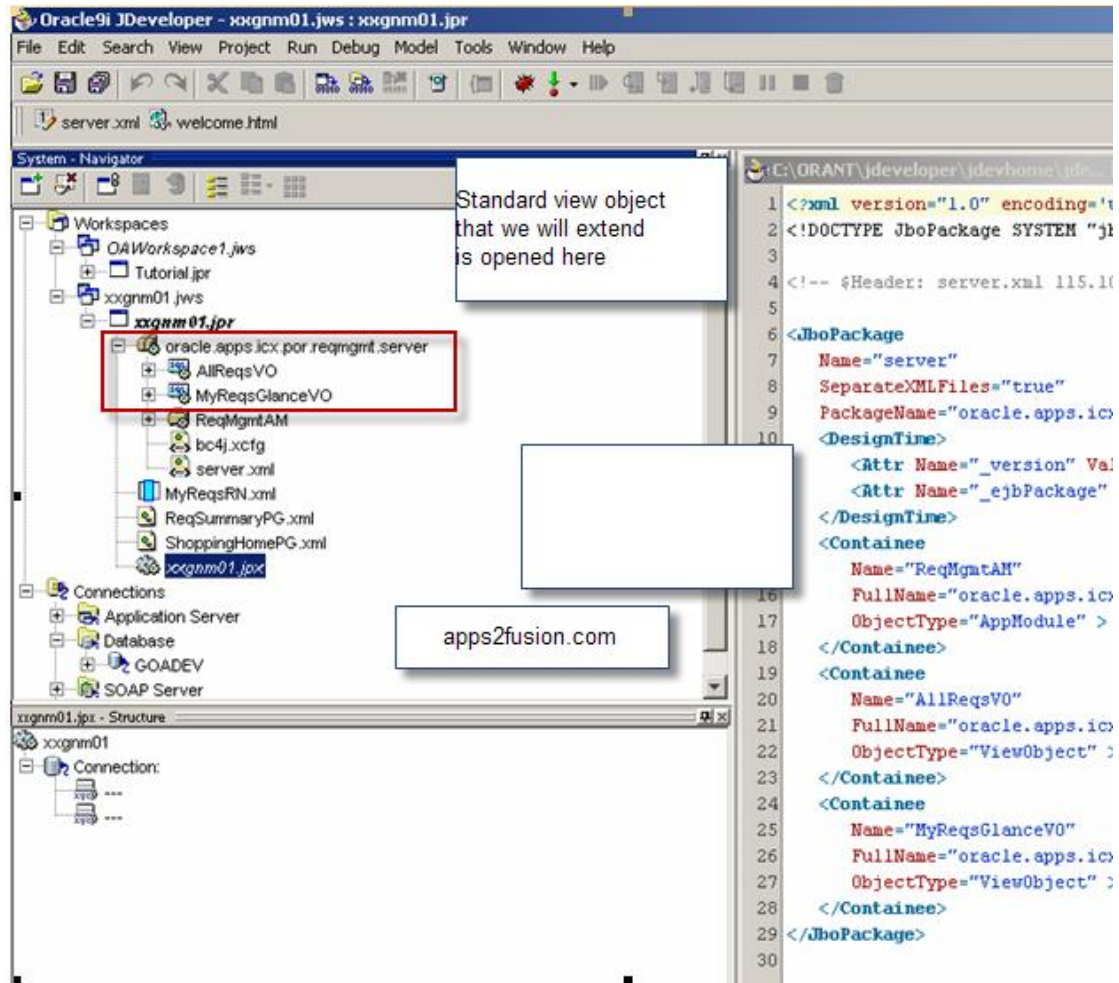 Oracle9i JDeveloper - xxgnm01.jws : xxgnm01.jpr
File Edit Search View Project Run Debug Model Tools Window Help
server.xml welcome.html
System - Navigator
Workspaces
OAWorkspace1.jws
Tutorial.jpr
xxgnm01.jws
xxgnm01.jpr
oracle.apps.icx.por.reqmgmt.server
AllReqsVO
MyReqsGlanceVO
ReqMgmtAM
bc4j.xcfg
server.xml
MyReqsRN.xml
ReqSummaryPG.xml
ShoppingHomePG.xml
xxgnm01.jpx
Connections
Application Server
Database
GOADEV
SOAP Server
Standard view object
that we will extend
is opened here
apps2fusion.com
xxgnm01.jpx - Structure
xxgnm01
Connection:
---
---
C:\ORANT\jdeveloper\jdevhome\jde...
1 <?xml version="1.0" encoding='
2 <!DOCTYPE JboPackage SYSTEM "j
3
4 <!-- $Header: server.xml 115.10
5
6 <JboPackage
7 Name="server"
8 SeparateXMLFiles="true"
9 PackageName="oracle.apps.icx
10 <DesignTime>
<Attr Name="_version" Val
<Attr Name="_ejbPackage"
</DesignTime>
<Containee
Name="ReqMgmtAM"
16 FullName="oracle.apps.icx
17 ObjectType="AppModule" >
18 </Containee>
19 <Containee
20 Name="AllReqsVO"
21 FullName="oracle.apps.icx
22 ObjectType="ViewObject" >
23 </Containee>
24 <Containee
25 Name="MyReqsGlanceVO"
26 FullName="oracle.apps.icx
27 ObjectType="ViewObject" >
28 </Containee>
29 </JboPackage>
30